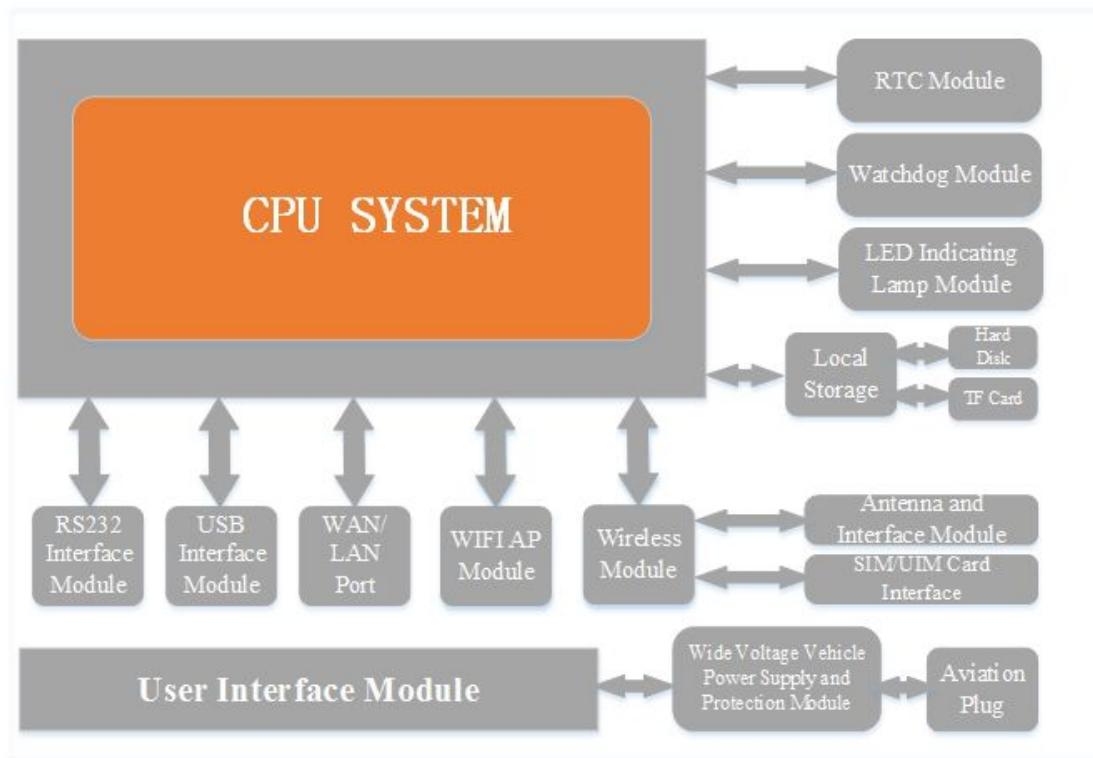 CPU SYSTEM
RTC Module
Watchdog Module
LED Indicating
Lamp Module
Local
Storage
Hard
Disk
TF Card
RS232
Interface
Module
USB
Interface
Module
WAN/
LAN
Port
WIFI AP
Module
Wireless
Module
Antenna and
Interface Module
SIM/UIM Card
Interface
User Interface Module
Wide Voltage Vehicle
Power Supply and
Protection Module
Aviation
Plug